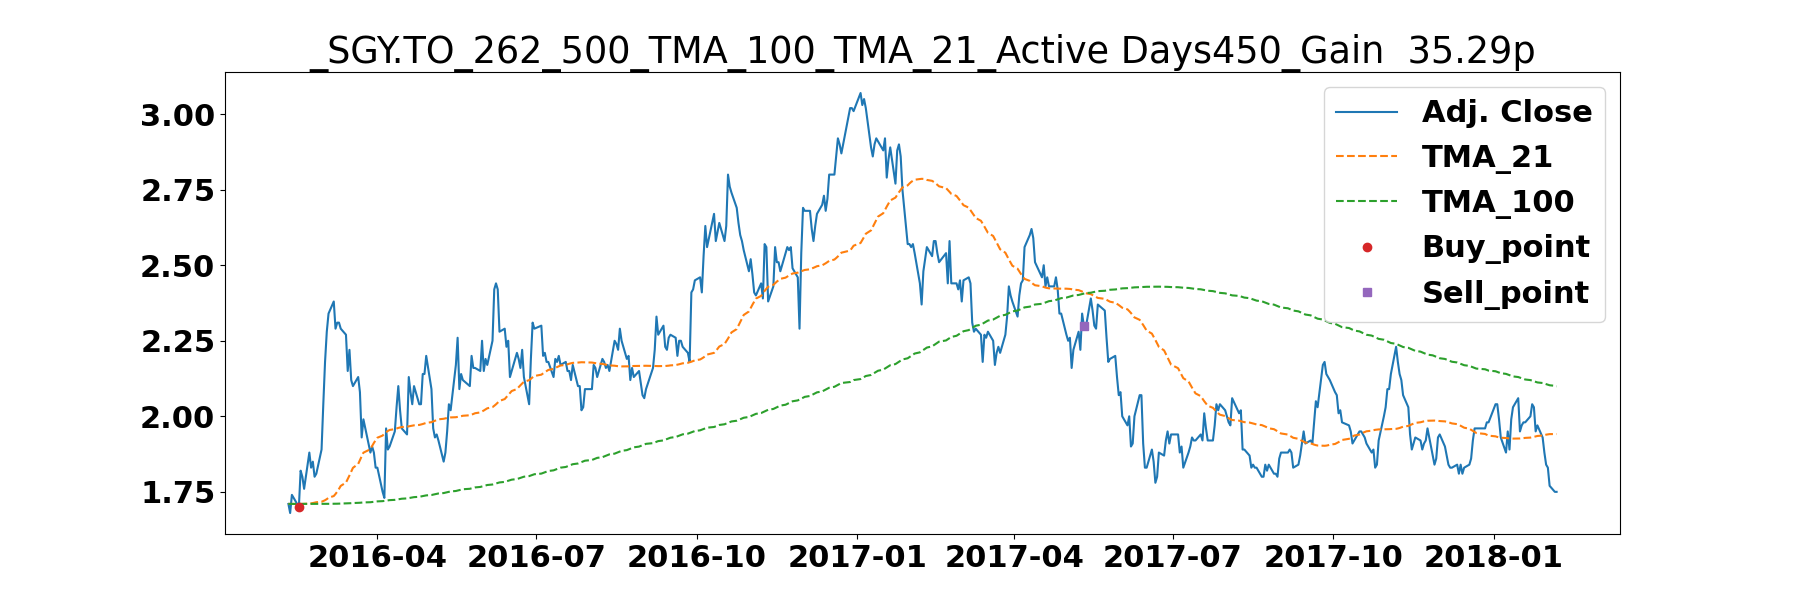 _SGY.TO_262_500_TMA_100_TMA_21_Active Days450_Gain  35.29p
3.00
2.75
2.50
2.25
2.00
1.75
Adj. Close
TMA_21
TMA_100
Buy_point
Sell_point
2016-04 2016-07 2016-10 2017-01 2017-04 2017-07 2017-10 2018-01